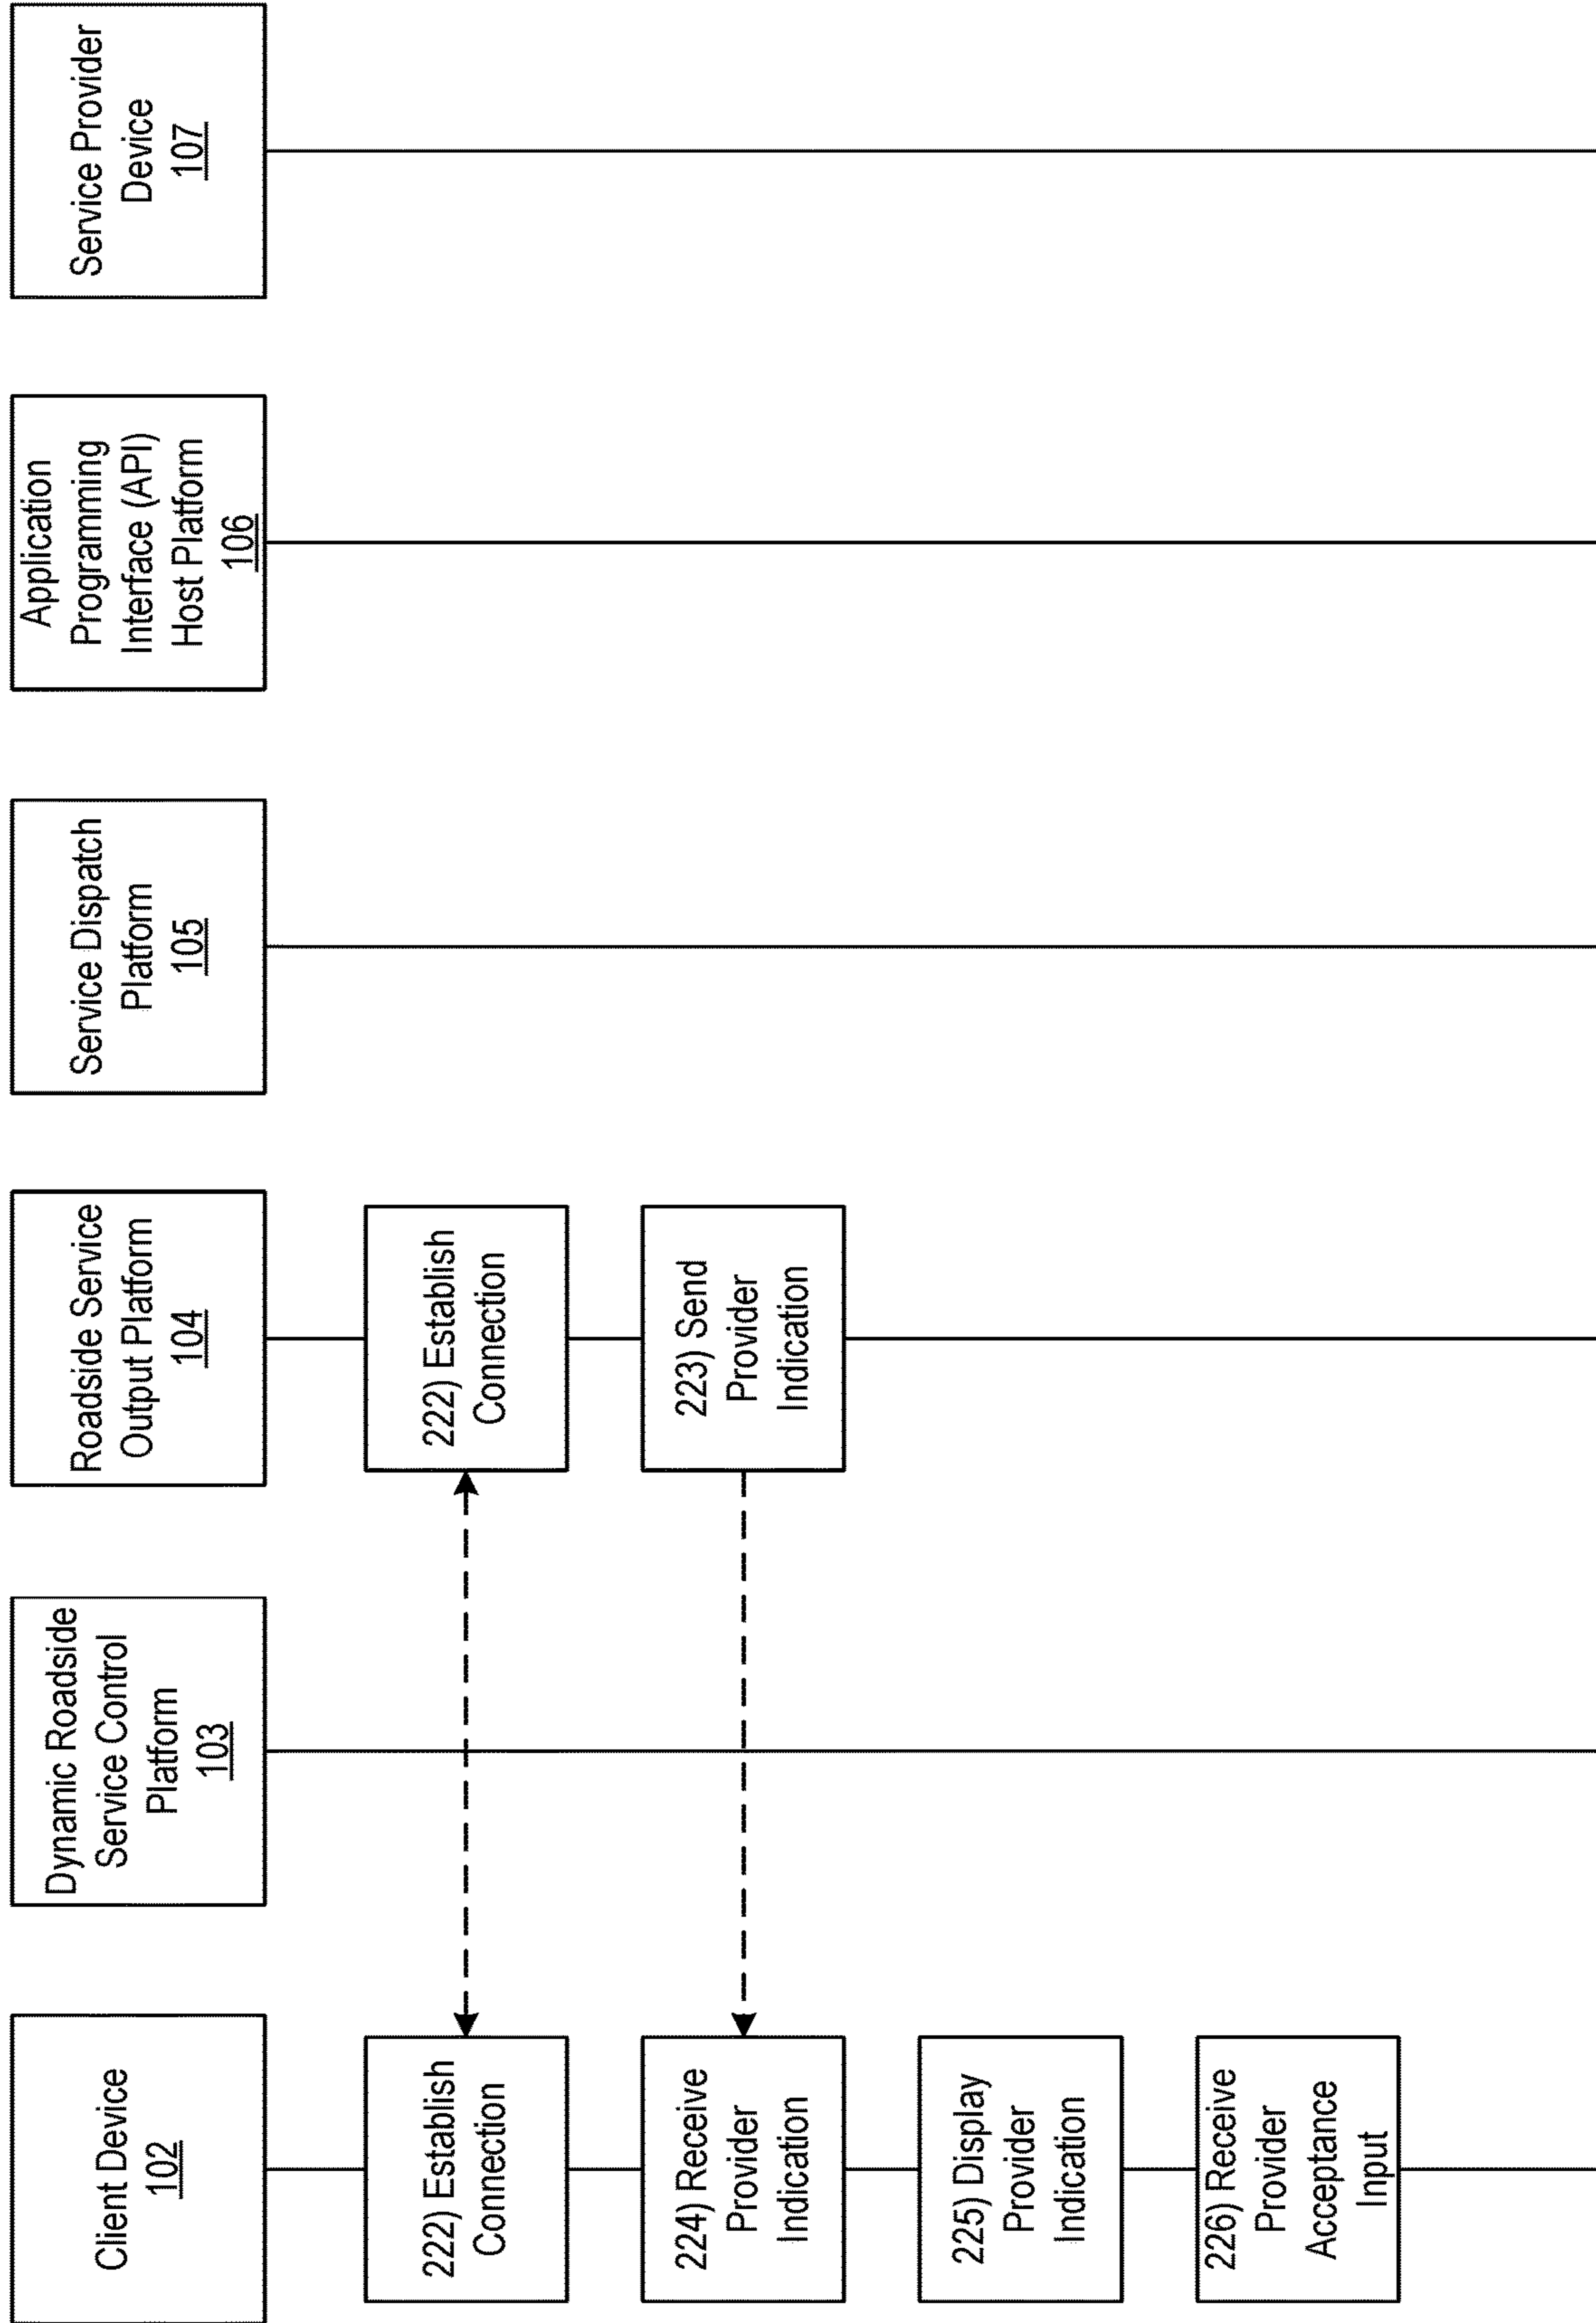 Client Device
102
Dynamic Roadside
Service Control
Platform
103
Roadside Service
Output Platform
104
Service Dispatch
Platform
105
Application
Programming
Interface (API)
Host Platform
106
Service Provider
Device
107
222) Establish
Connection
222) Establish
Connection
224) Receive
Provider
Indication
223) Send
Provider
Indication
225) Display
Provider
Indication
226) Receive
Provider
Acceptance
Input